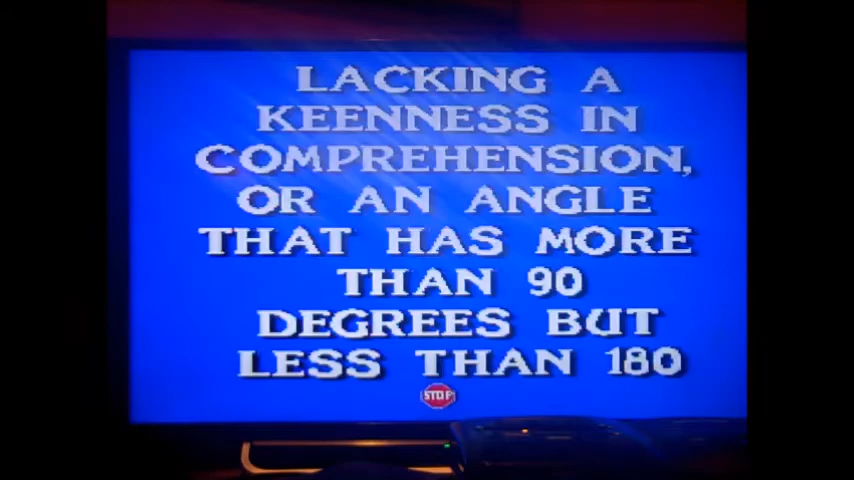 LACKING A
KEENNESS IN
COMPREHENSION,
OR AN ANGLE
THAT HAS MORE
THAN 90
DEGREES BUT
LESS THAN 180
STOP